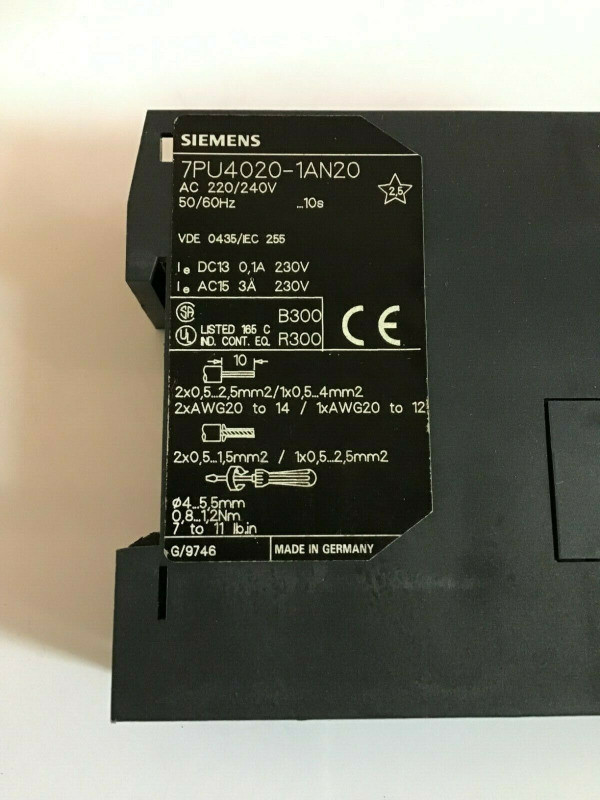 SIEMENS
7PU4020-1AN20
AC 220/240V
50/60Hz ...10s
2,5
VDE 0435/IEC 255
Ie DC13 0,1A 230V
Ie AC15 3A 230V
SA B300
UL LISTED 165 C
IND. CONT. EQ. R300
CE
10
2x0,5...2,5mm2/1x0,5...4mm2
2xAWG20 to 14 / 1xAWG20 to 12
2x0,5...1,5mm2 / 1x0,5...2,5mm2
ø4...5,5mm
0,8...1,2Nm
7 to 11 lb.in
G/9746 MADE IN GERMANY